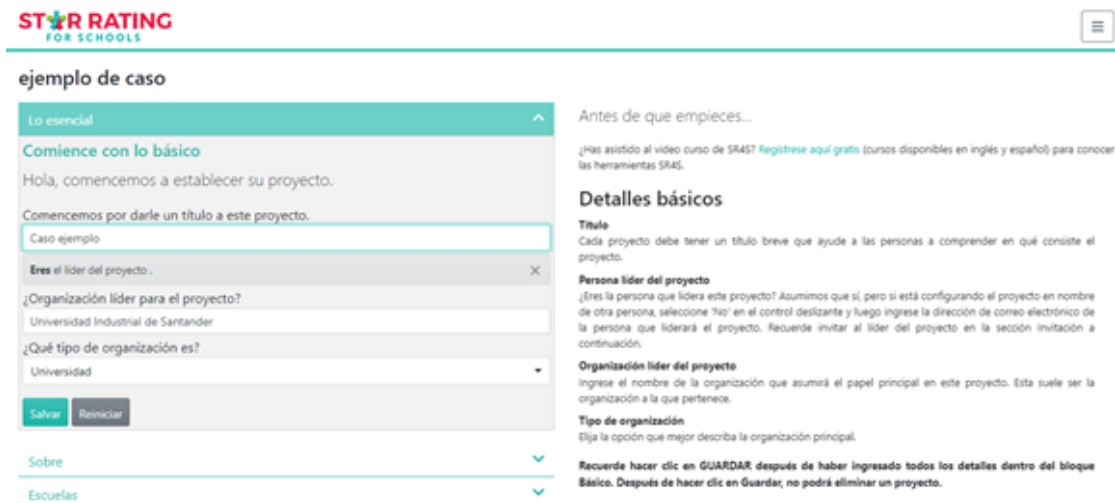 ST★R RATING
FOR SCHOOLS
ejemplo de caso
Lo esencial
Comience con lo básico
Hola, comencemos a establecer su proyecto.
Comencemos por darle un título a este proyecto.
Caso ejemplo
Eres el líder del proyecto .
¿Organización líder para el proyecto?
Universidad Industrial de Santander
¿Qué tipo de organización es?
Universidad
Salvar Reiniciar
Sobre
Escuelas
Antes de que empieces...
¿Has asistido al video curso de SR4S? Regístrese aquí gratis (cursos disponibles en inglés y español) para conocer
las herramientas SR4S.
Detalles básicos
Título
Cada proyecto debe tener un título breve que ayude a las personas a comprender en qué consiste el
proyecto.
Persona líder del proyecto
¿Eres la persona que lidera este proyecto? Asumimos que sí, pero si está configurando el proyecto en nombre
de otra persona, seleccione 'No' en el control deslizante y luego ingrese la dirección de correo electrónico de
la persona que liderará el proyecto. Recuerde invitar al líder del proyecto en la sección Invitación a
continuación.
Organización líder del proyecto
Ingrese el nombre de la organización que asumirá el papel principal en este proyecto. Esta suele ser la
organización a la que pertenece.
Tipo de organización
Elija la opción que mejor describa la organización principal.
Recuerde hacer clic en GUARDAR después de haber ingresado todos los detalles dentro del bloque
Básico. Después de hacer clic en Guardar, no podrá eliminar un proyecto.